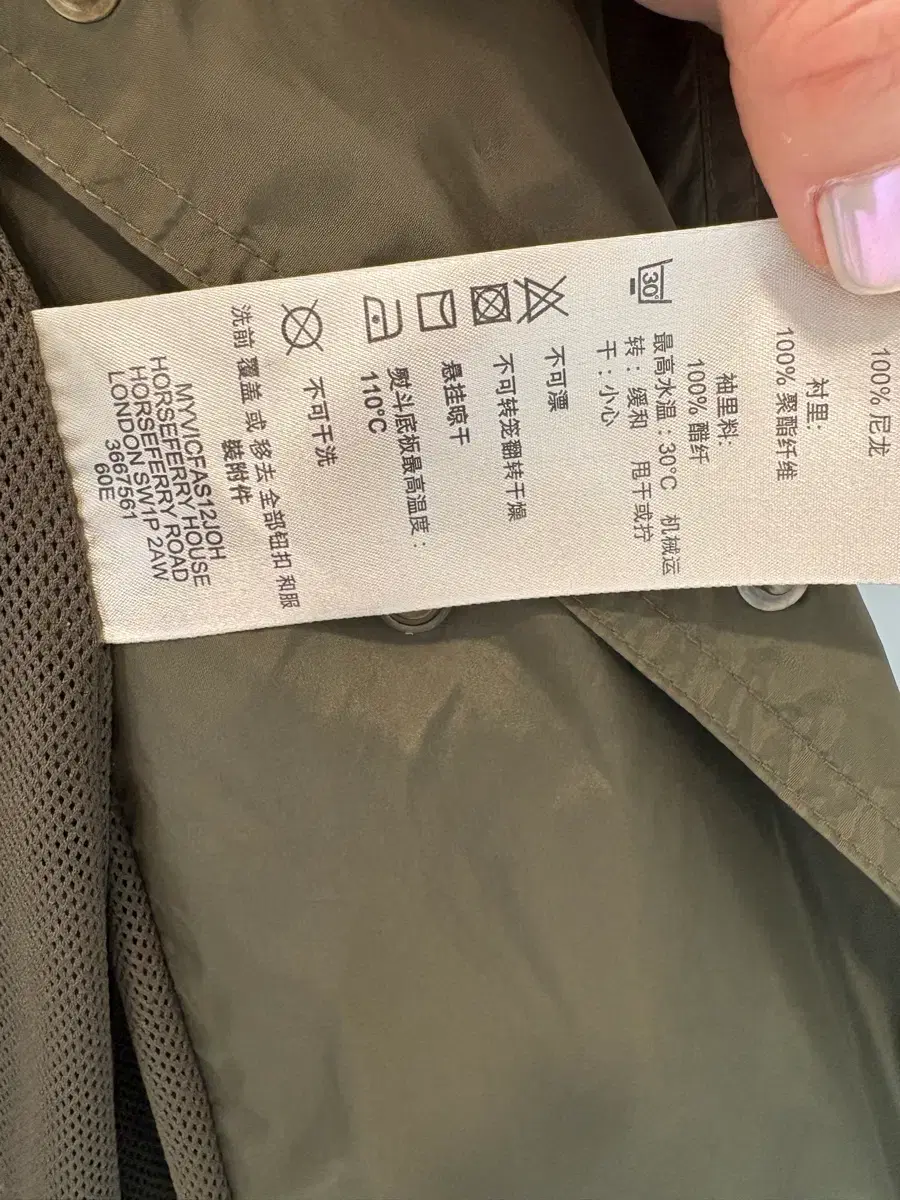 100% 尼龙
衬里:
100% 聚酯纤维
袖里料:
100% 醋纤
30°
最高水温：30°C 机械运
转：缓和 甩干或拧
干：小心
不可漂
不可转笼翻转干燥
悬挂晾干
熨斗底板最高温度：
110°C
不可干洗
洗前 覆盖 或 移去 全部钮扣 和服
装附件
MYVICFAS12JOH
HORSEFERRY HOUSE
HORSEFERRY ROAD
LONDON SW1P 2AW
3667561
60E